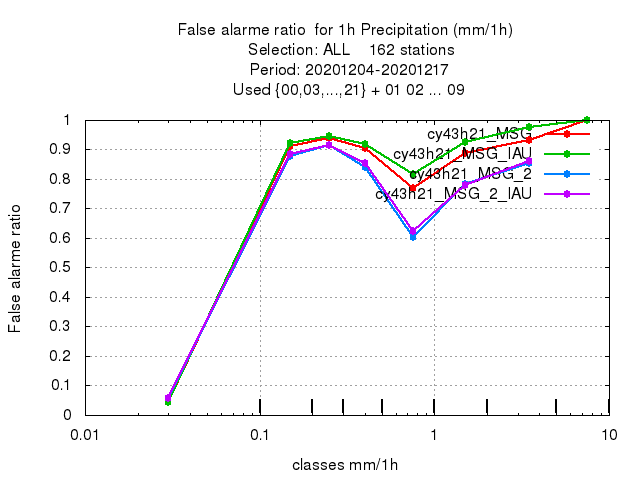 False alarme ratio  for 1h Precipitation (mm/1h)
Selection: ALL    162 stations
Period: 20201204-20201217
Used {00,03,...,21} + 01 02 ... 09
cy43h21_MSG
cy43h21_MSG_IAU
cy43h21_MSG_2
cy43h21_MSG_2_IAU
1
0.9
0.8
0.7
0.6
0.5
0.4
0.3
0.2
0.1
0
False alarme ratio
0.01 0.1 1 10
classes mm/1h